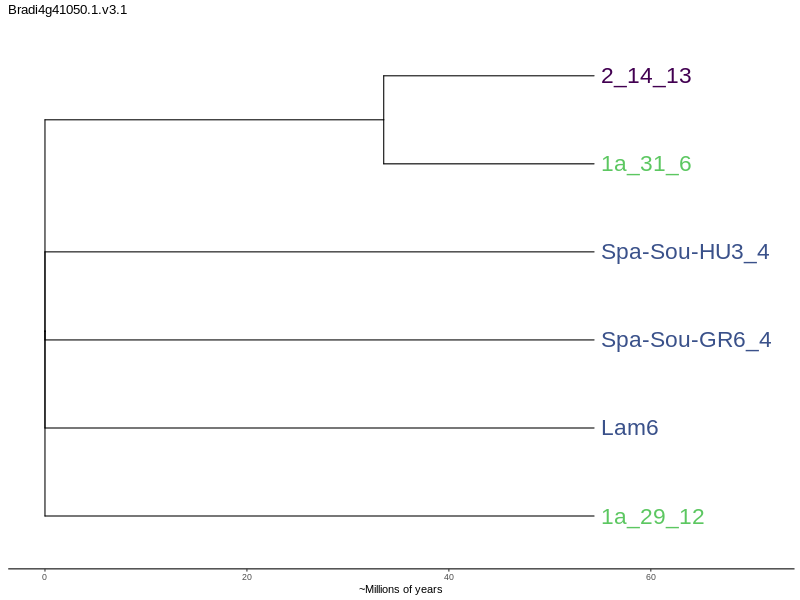 Bradi4g41050.1.v3.1
2_14_13
1a_31_6
Spa-Sou-HU3_4
Spa-Sou-GR6_4
Lam6
1a_29_12
0 20 40 60
~Millions of years